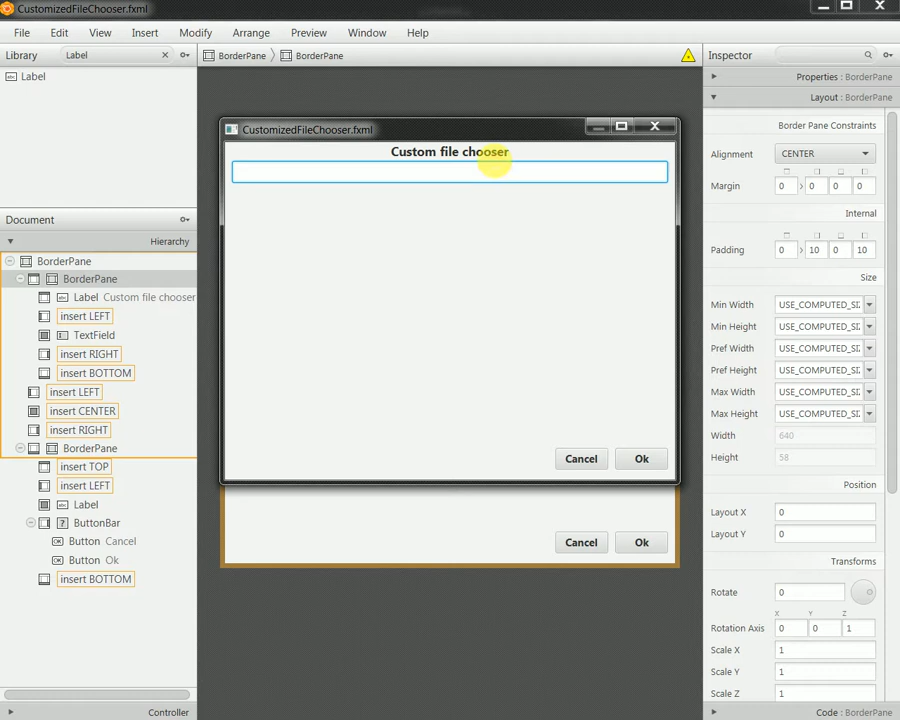 CustomizedFileChooser.fxml
File Edit View Insert Modify Arrange Preview Window Help
Library Label
BorderPane BorderPane
Inspector
Label
Properties : BorderPane
Layout : BorderPane
Border Pane Constraints
Alignment CENTER
Margin 0 0 0 0
Internal
Padding 0 10 0 10
Size
Min Width USE_COMPUTED_SIZ
Min Height USE_COMPUTED_SIZ
Pref Width USE_COMPUTED_SIZ
Pref Height USE_COMPUTED_SIZ
Max Width USE_COMPUTED_SIZ
Max Height USE_COMPUTED_SIZ
Width 640
Height 58
Position
Layout X 0
Layout Y 0
Transforms
Rotate 0
X Y Z
Rotation Axis 0 0 1
Scale X 1
Scale Y 1
Scale Z 1
Code : BorderPane
Document
Hierarchy
BorderPane
BorderPane
Label Custom file chooser
insert LEFT
TextField
insert RIGHT
insert BOTTOM
insert LEFT
insert CENTER
insert RIGHT
BorderPane
insert TOP
insert LEFT
Label
ButtonBar
Button Cancel
Button Ok
insert BOTTOM
Controller
CustomizedFileChooser.fxml
Custom file chooser
Cancel Ok
Cancel Ok